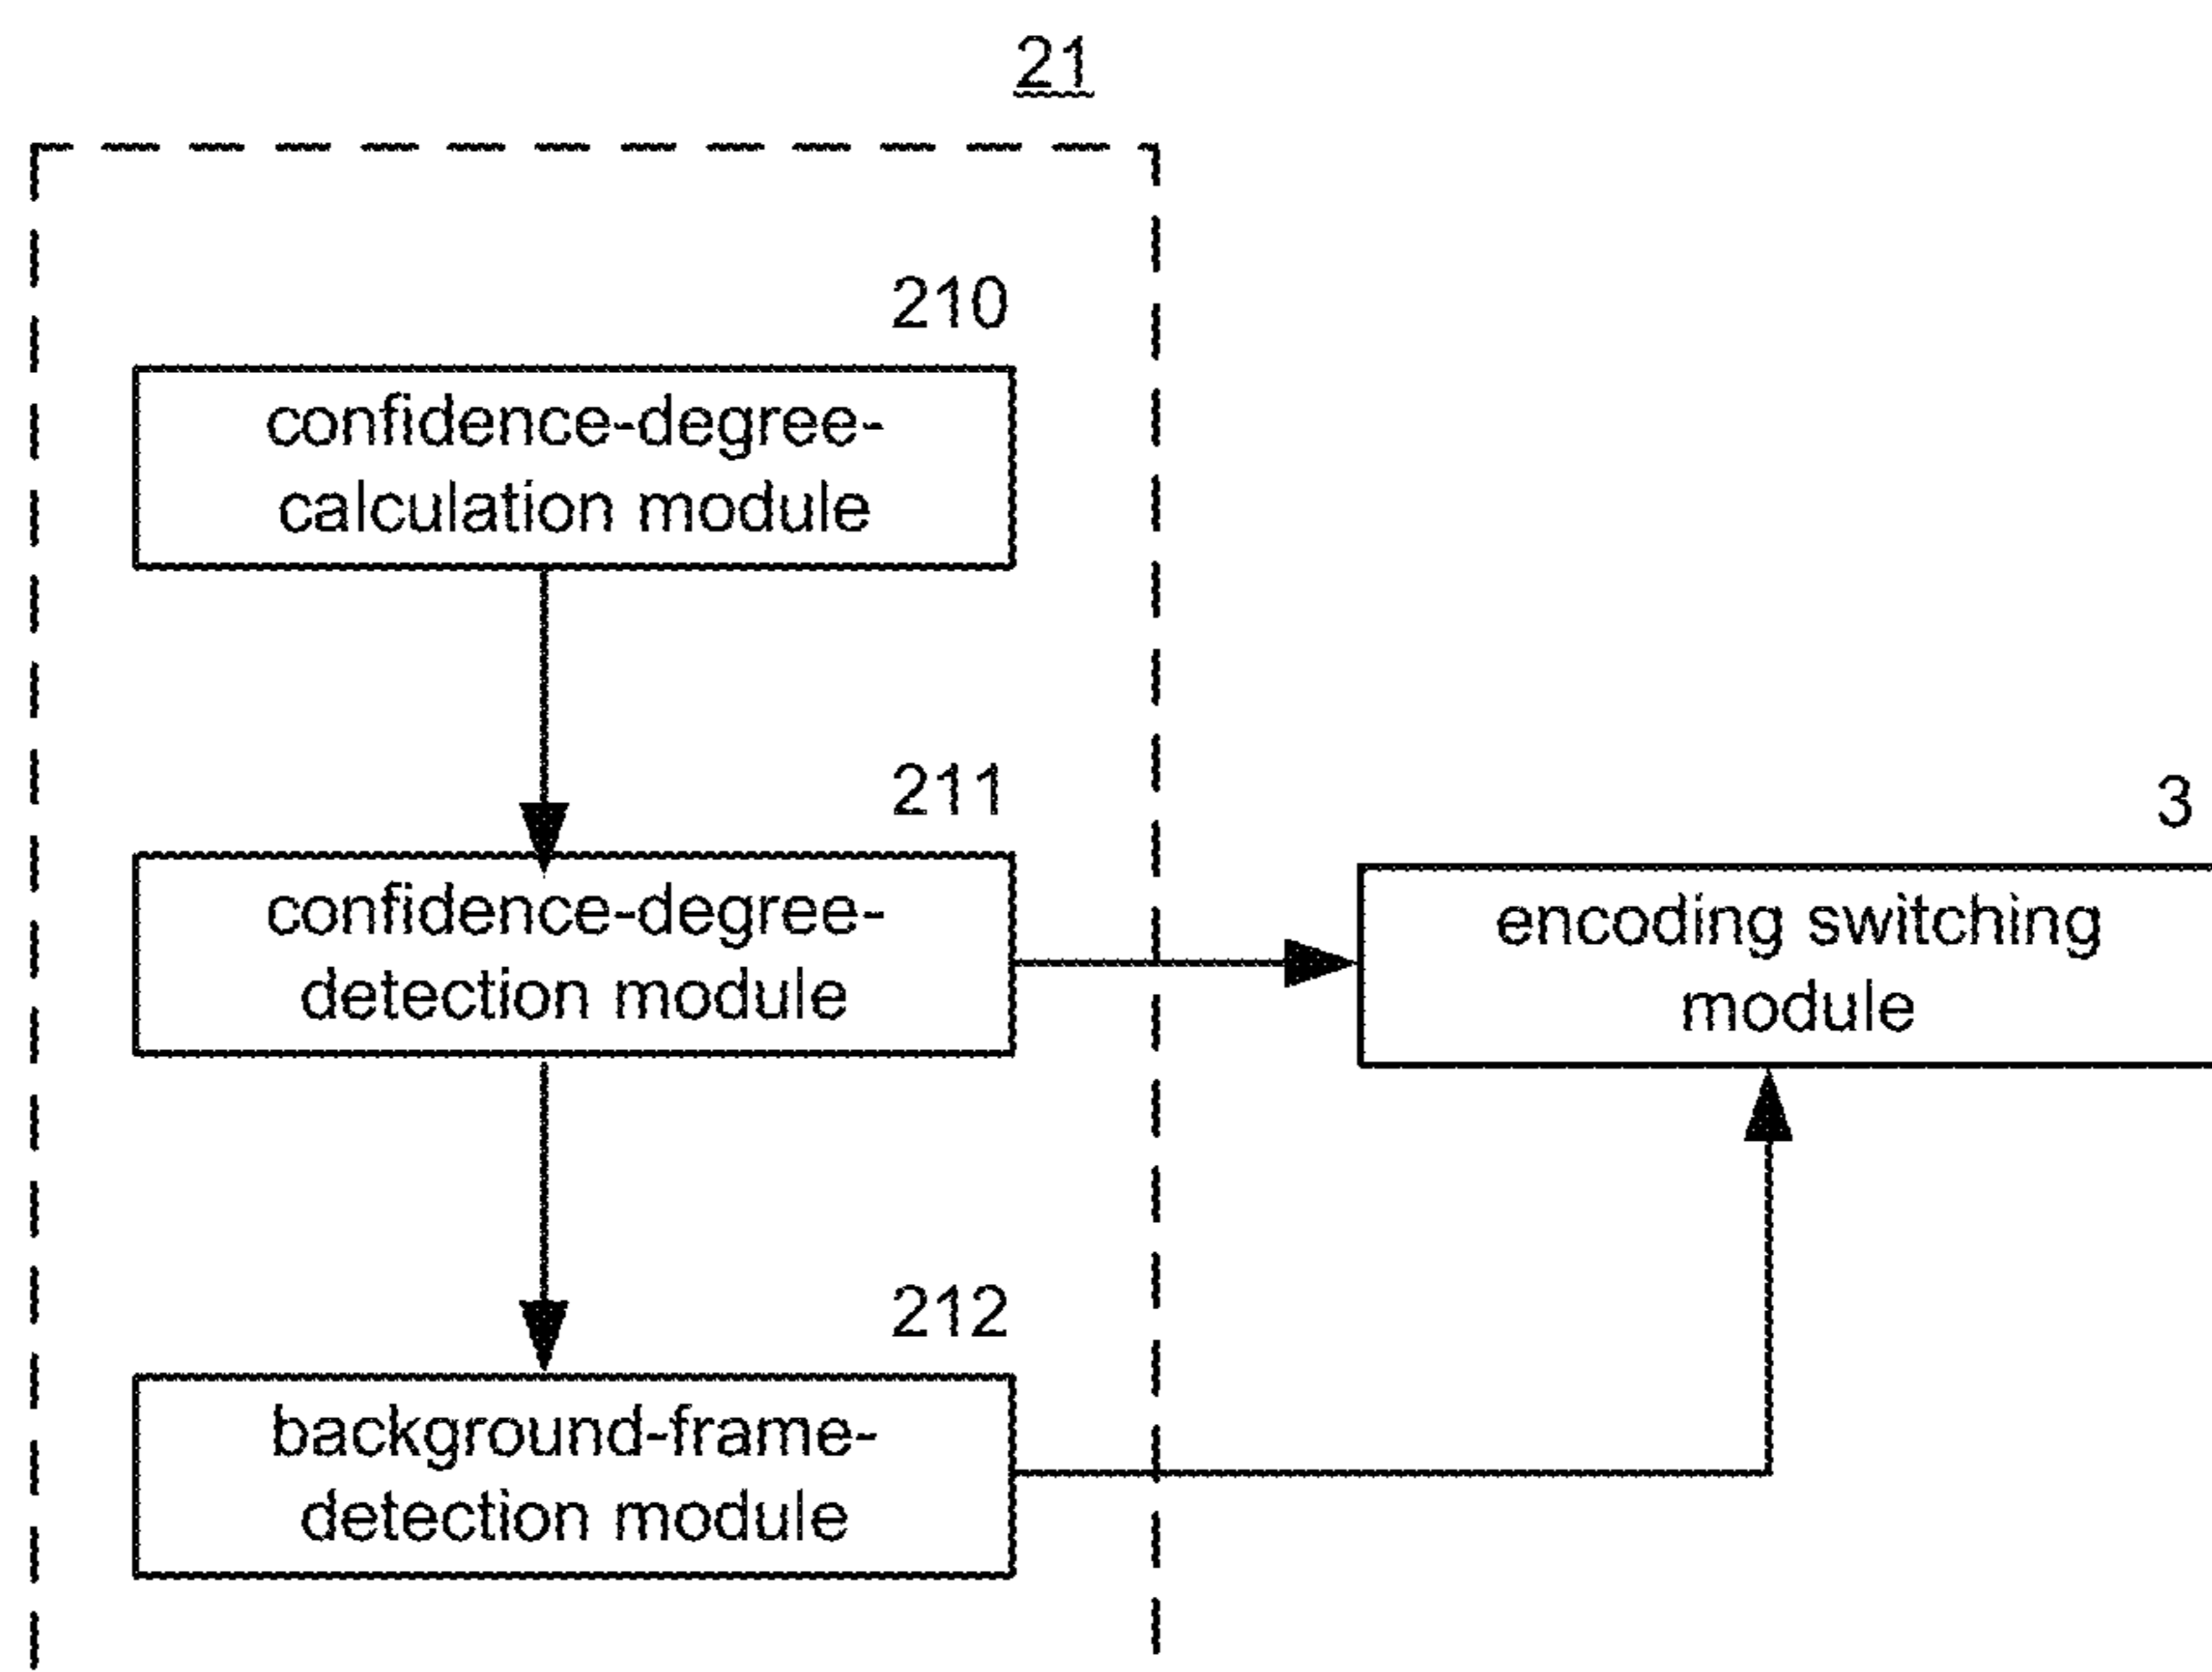 21
210
confidence-degree-
calculation module
211
confidence-degree-
detection module
3
encoding switching
module
212
background-frame-
detection module